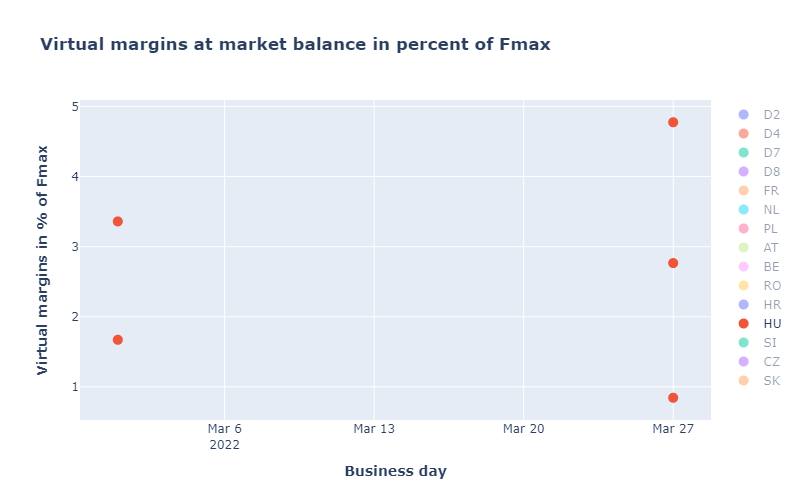 Virtual margins at market balance in percent of Fmax
Virtual margins in % of Fmax
5
4
3
2
1
Mar 6
2022
Mar 13
Mar 20
Mar 27
Business day
D2
D4
D7
D8
FR
NL
PL
AT
BE
RO
HR
HU
SI
CZ
SK